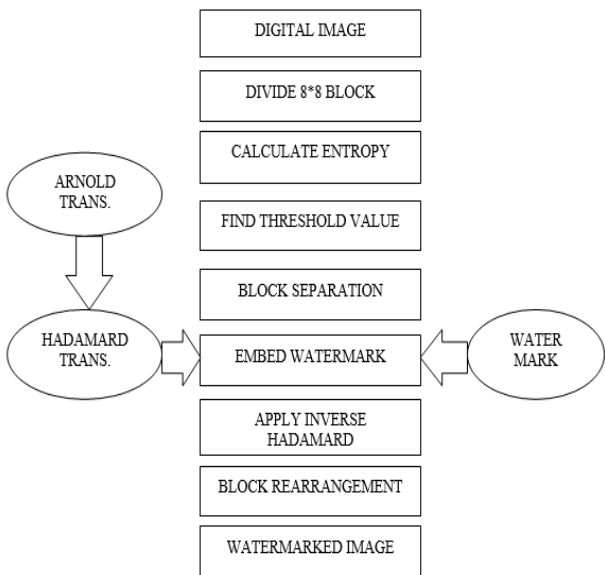 DIGITAL IMAGE
DIVIDE 8*8 BLOCK
CALCULATE ENTROPY
ARNOLD
TRANS.
FIND THRESHOLD VALUE
BLOCK SEPARATION
HADAMARD
TRANS.
EMBED WATERMARK
WATER
MARK
APPLY INVERSE
HADAMARD
BLOCK REARRANGEMENT
WATERMARKED IMAGE